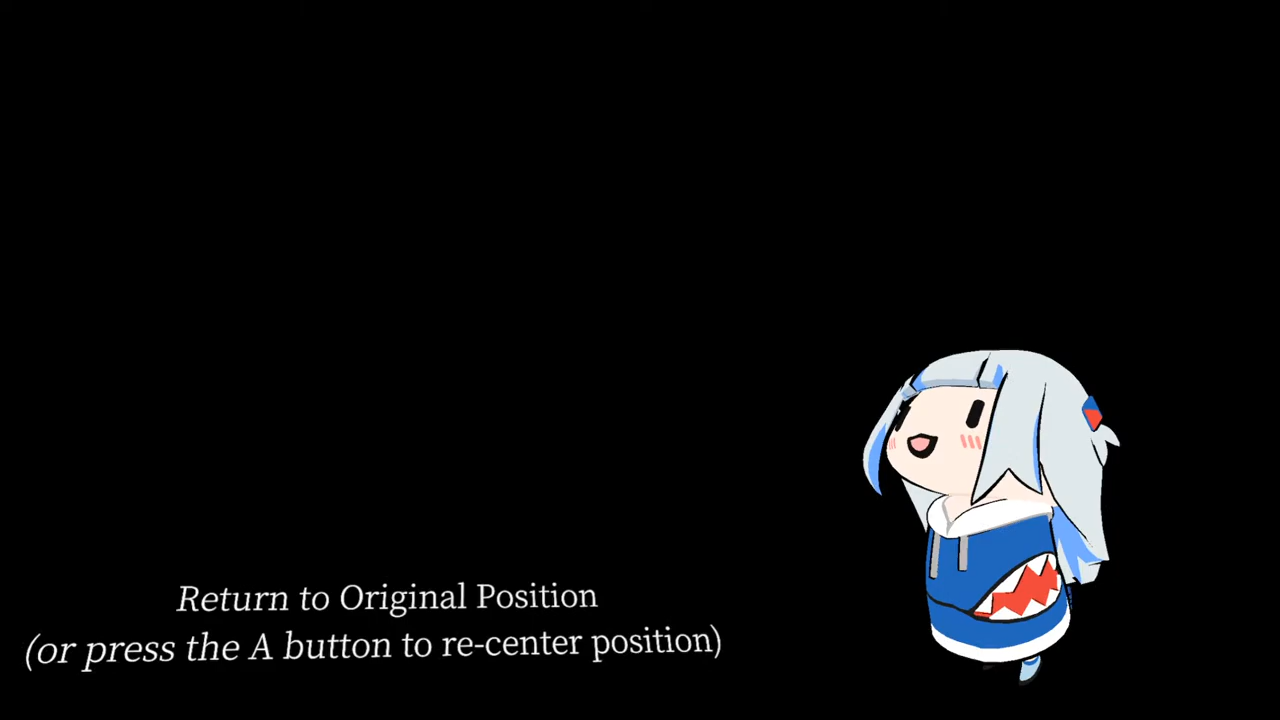 Return to Original Position
(or press the A button to re-center position)